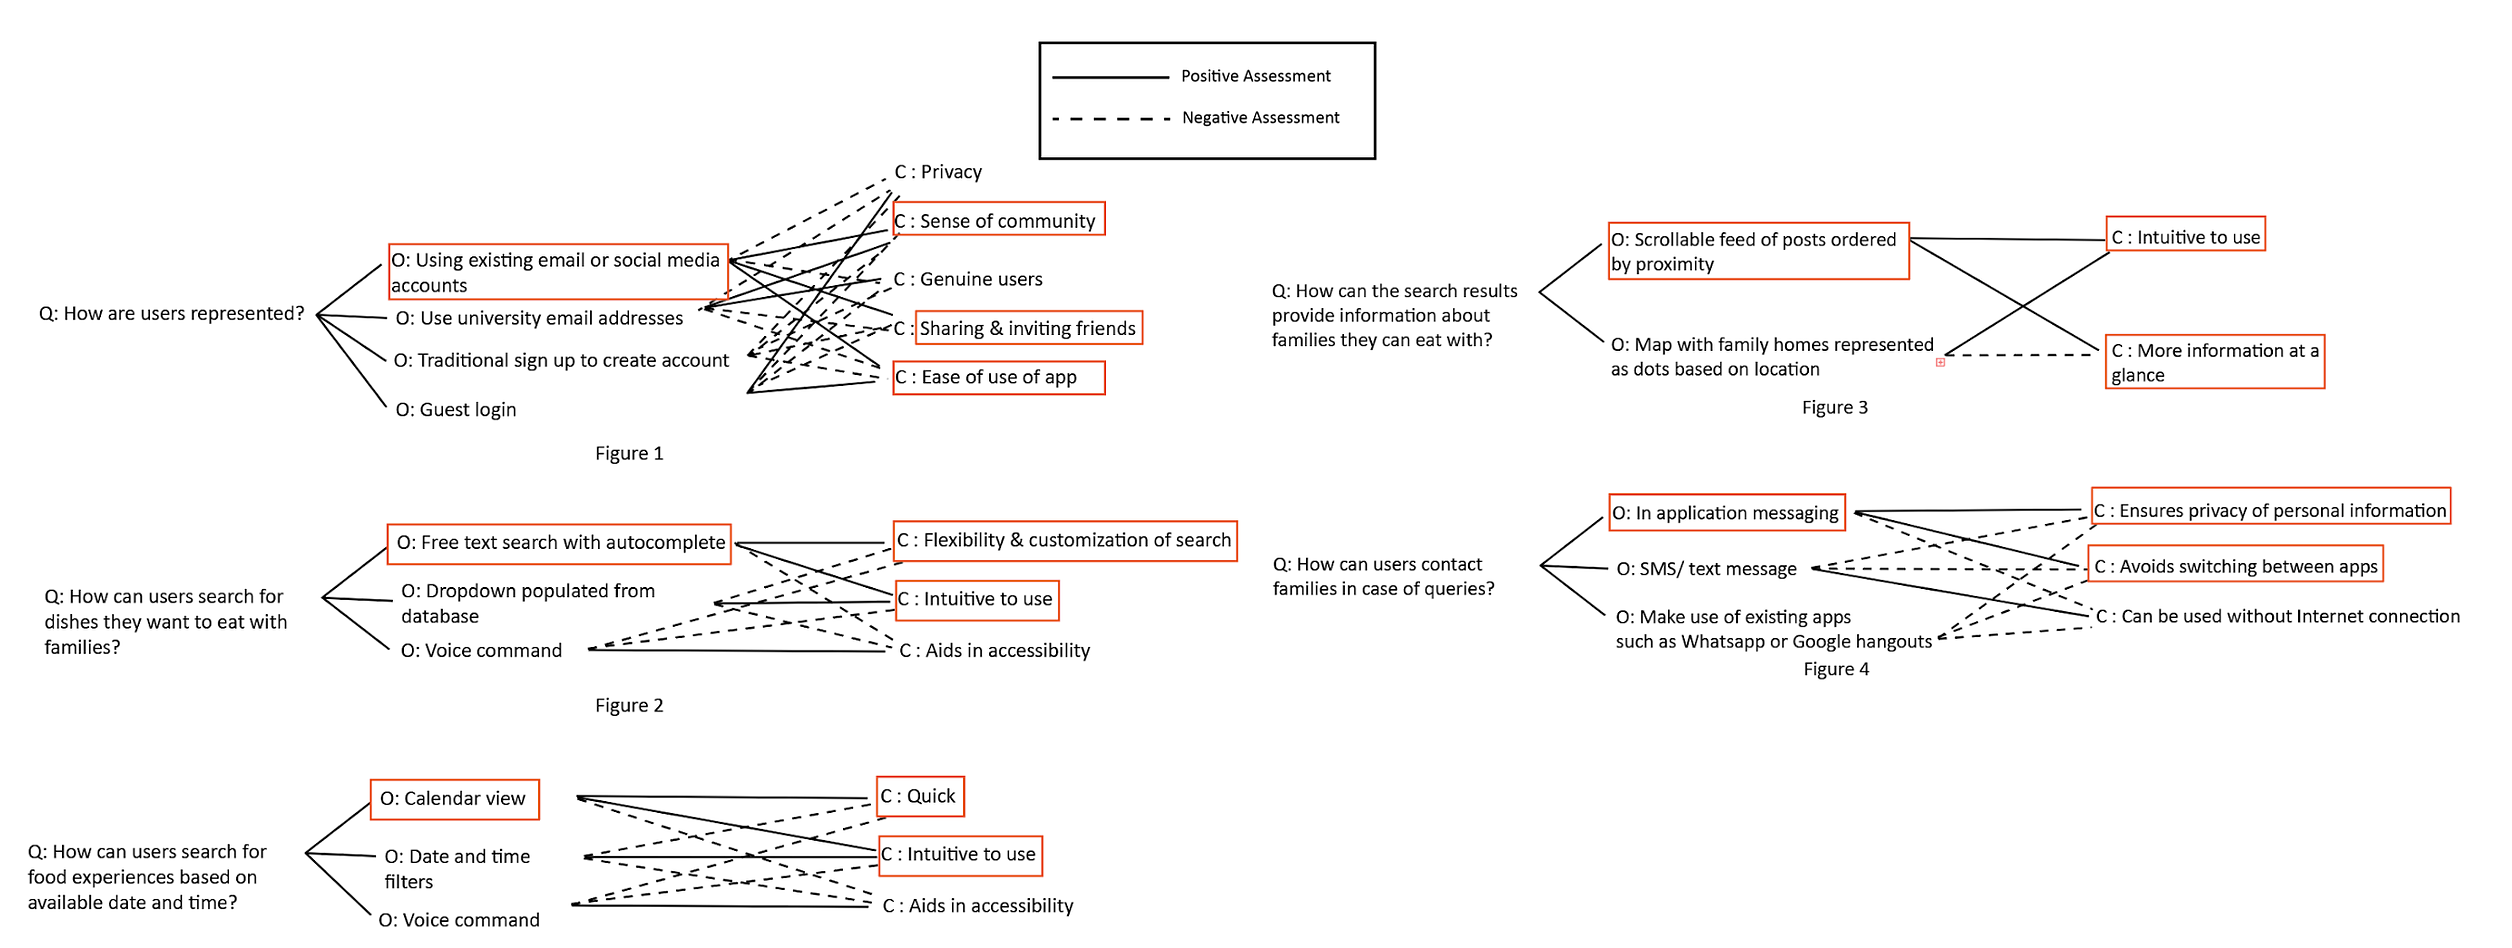 Positive Assessment
Negative Assessment
Q: How are users represented?
O: Using existing email or social media
accounts
O: Use university email addresses
O: Traditional sign up to create account
O: Guest login
C : Privacy
C : Sense of community
C : Genuine users
C : Sharing & inviting friends
C : Ease of use of app
Figure 1
Q: How can users search for
dishes they want to eat with
families?
O: Free text search with autocomplete
O: Dropdown populated from
database
O: Voice command
C : Flexibility & customization of search
C : Intuitive to use
C : Aids in accessibility
Figure 2
Q: How can users search for
food experiences based on
available date and time?
O: Calendar view
O: Date and time
filters
O: Voice command
C : Quick
C : Intuitive to use
C : Aids in accessibility
Q: How can the search results
provide information about
families they can eat with?
O: Scrollable feed of posts ordered
by proximity
O: Map with family homes represented
as dots based on location
C : Intuitive to use
C : More information at a
glance
Figure 3
Q: How can users contact
families in case of queries?
O: In application messaging
O: SMS/ text message
O: Make use of existing apps
such as Whatsapp or Google hangouts
C : Ensures privacy of personal information
C : Avoids switching between apps
C : Can be used without Internet connection
Figure 4